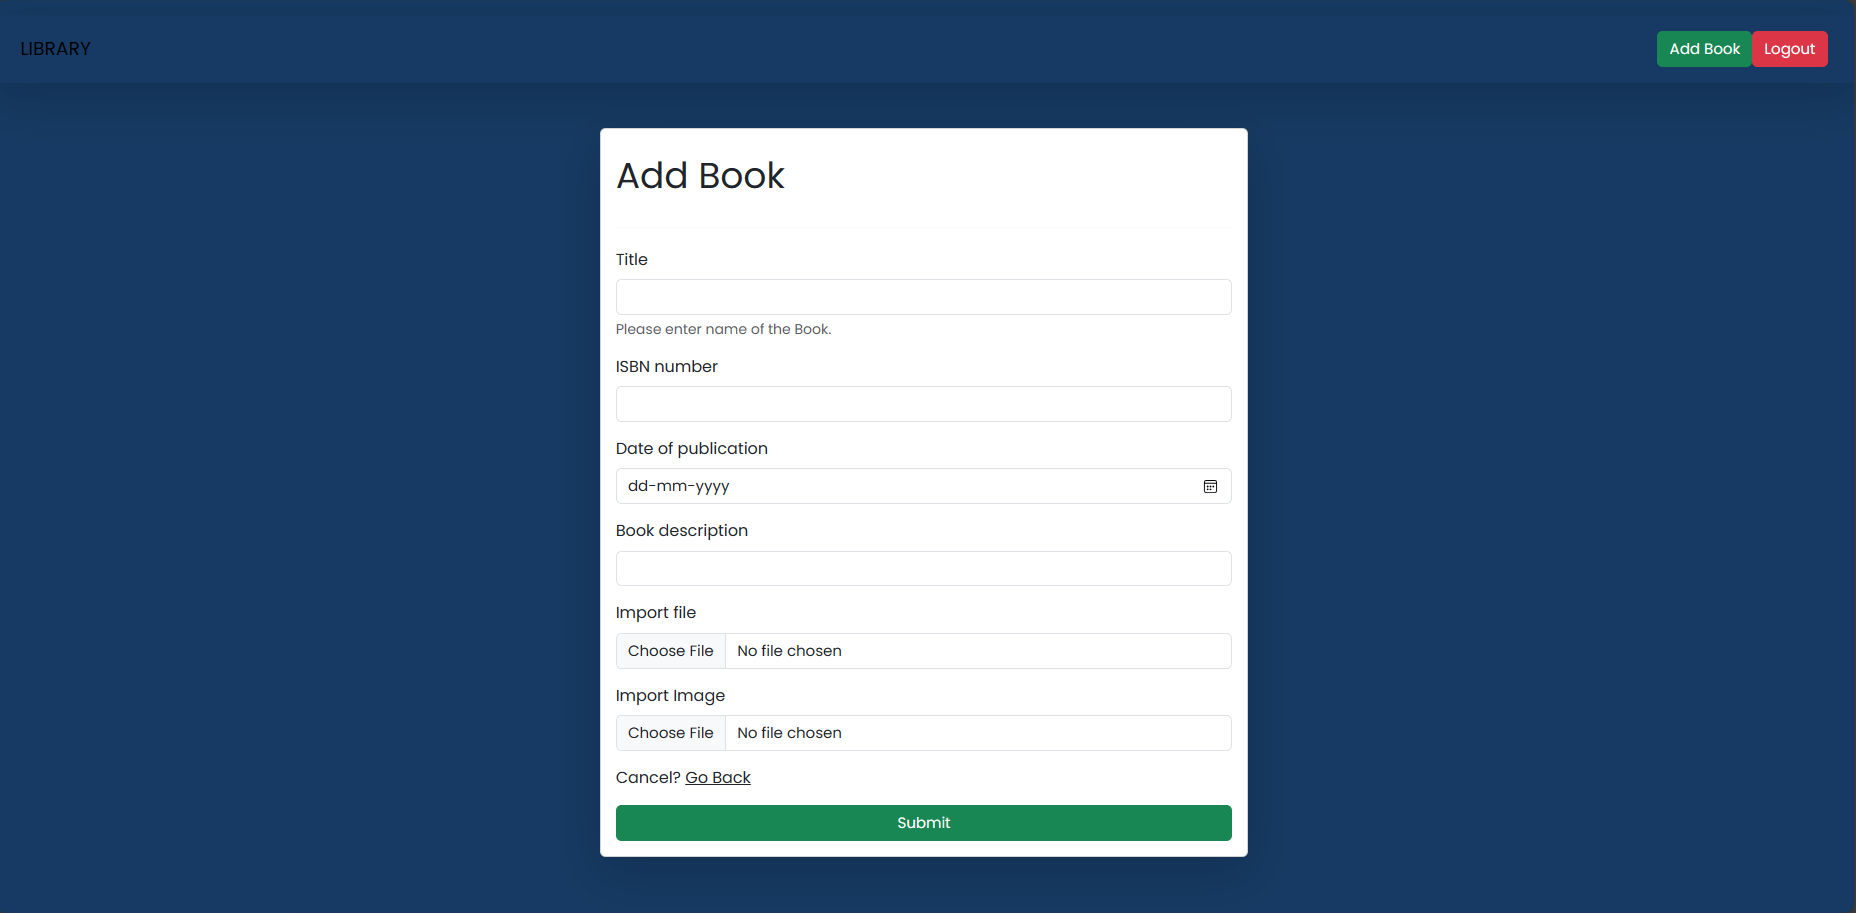 LIBRARY
Add Book Logout
Add Book
Title
Please enter name of the Book.
ISBN number
Date of publication
dd-mm-yyyy
Book description
Import file
Choose File No file chosen
Import Image
Choose File No file chosen
Cancel? Go Back
Submit